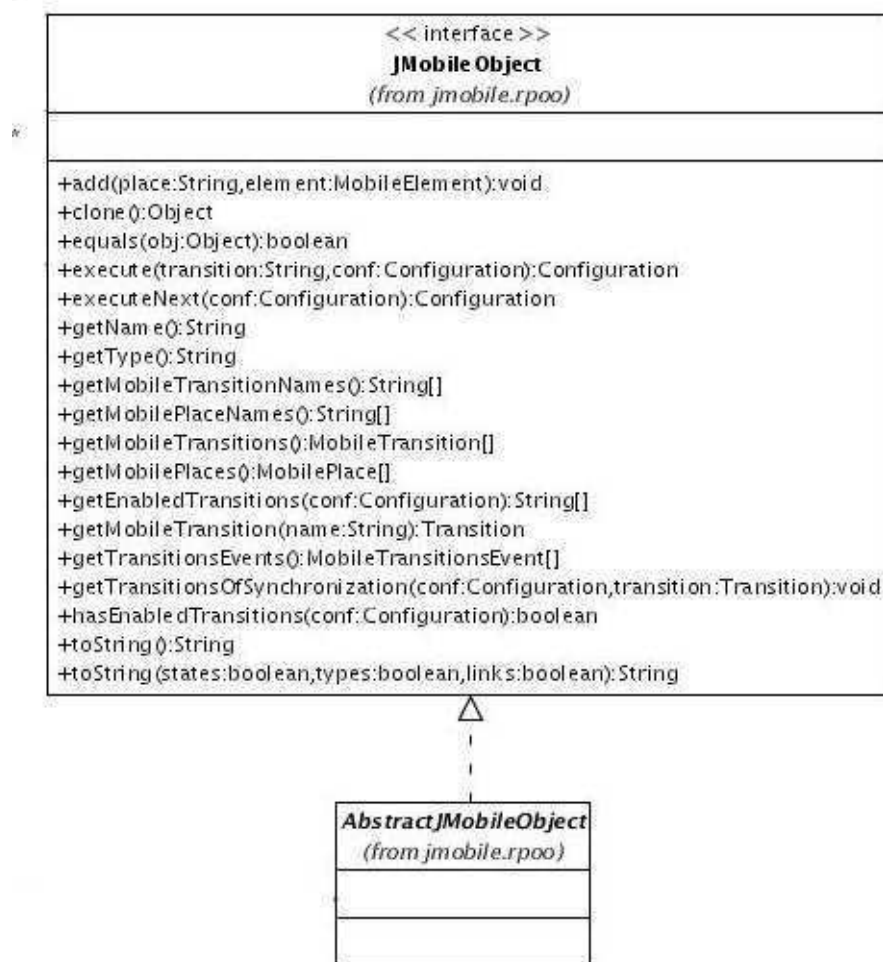 << interface >>
JMobileObject
(from jmobile.rpoo)
+add(place:String,element:MobileElement):void
+clone():Object
+equals(obj:Object):boolean
+execute(transition:String,conf:Configuration):Configuration
+executeNext(conf:Configuration):Configuration
+getName():String
+getType():String
+getMobileTransitionNames():String[]
+getMobilePlaceNames():String[]
+getMobileTransitions():MobileTransition[]
+getMobilePlaces():MobilePlace[]
+getEnabledTransitions(conf:Configuration):String[]
+getMobileTransition(name:String):Transition
+getTransitionsEvents():MobileTransitionsEvent[]
+getTransitionsOfSynchronization(conf:Configuration,transition:Transition):void
+hasEnabledTransitions(conf:Configuration):boolean
+toString():String
+toString(states:boolean,types:boolean,links:boolean):String
AbstractJMobileObject
(from jmobile.rpoo)